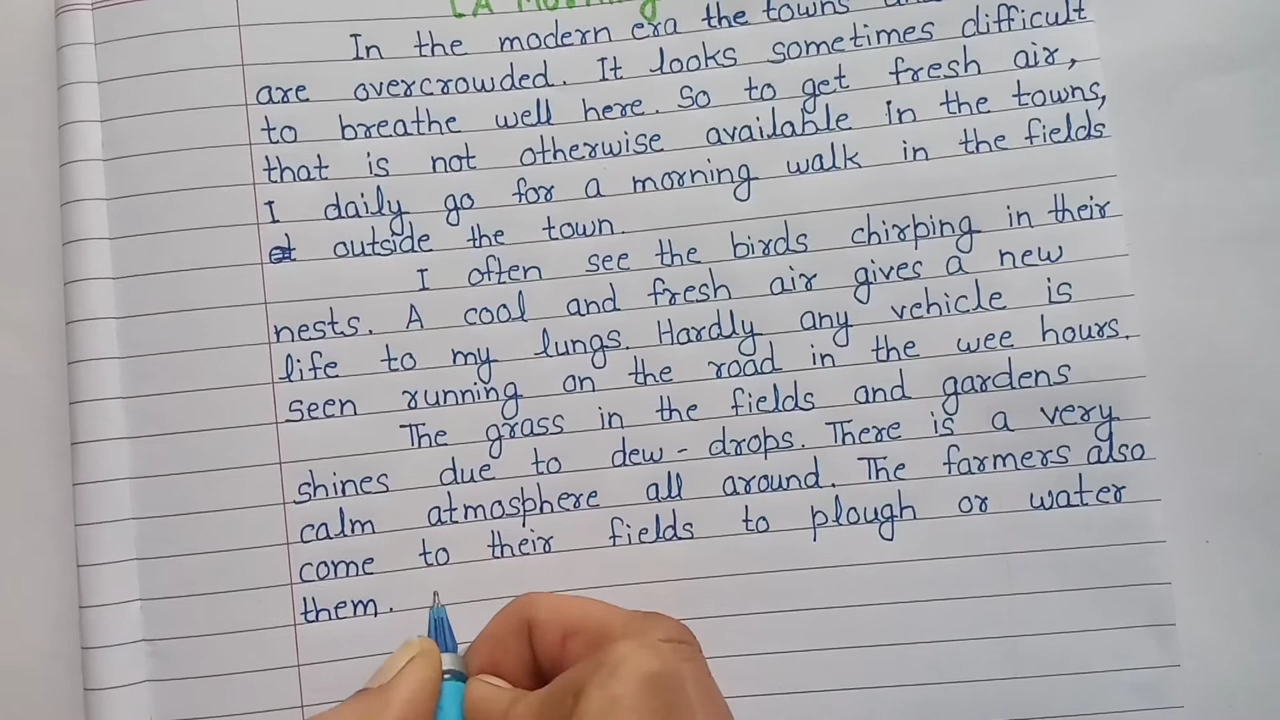 [A Morning
In the modern era the towns
are overcrowded. It looks sometimes difficult
to breathe well here. So to get fresh air,
that is not otherwise available in the towns,
I daily go for a morning walk in the fields
outside the town.
I often see the birds chirping in their
nests. A cool and fresh air gives a new
life to my lungs. Hardly any vehicle is
seen running on the road in the wee hours.
The grass in the fields and gardens
shines due to dew-drops. There is a very
calm atmosphere all around. The farmers also
come to their fields to plough or water
them.